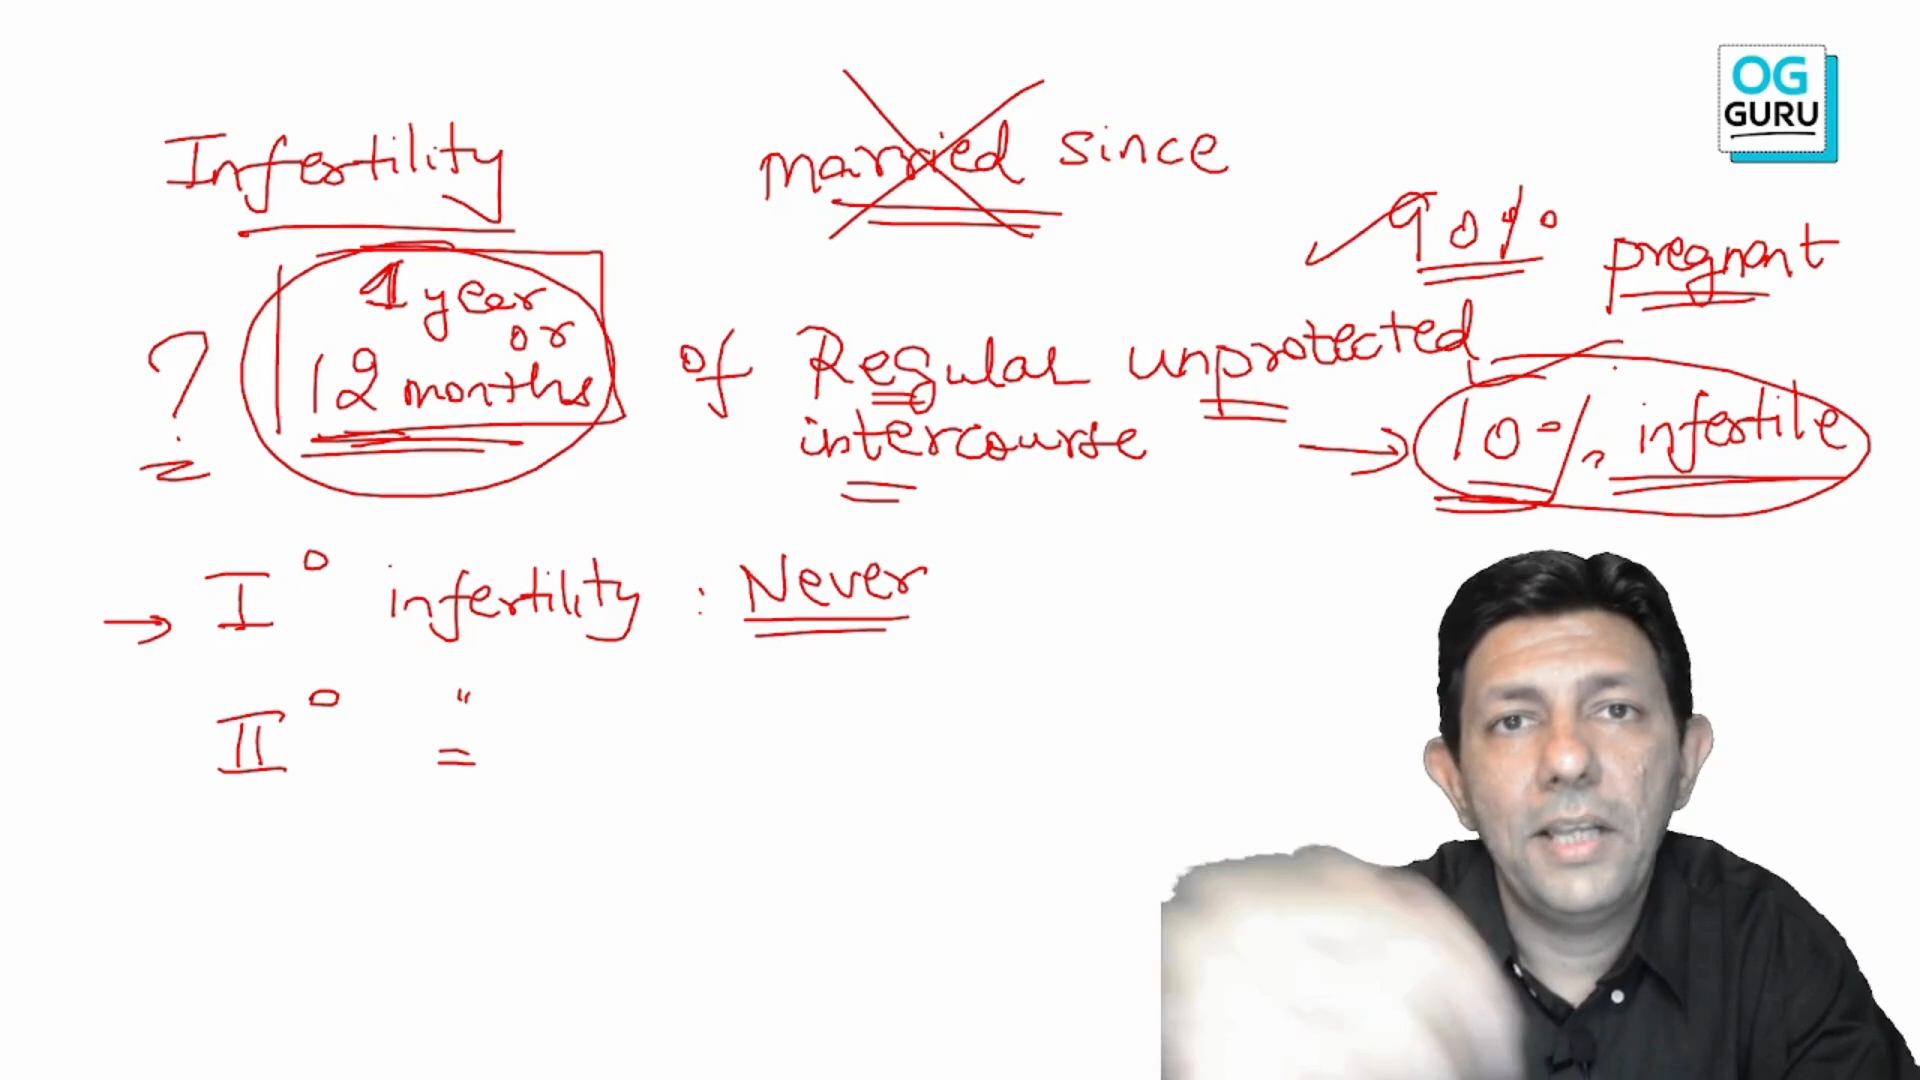 OG
GURU
Infertility
married since
90%
pregnant
? 1 year
or
12 months
of Regular unprotected
intercourse
→ 10% infertile
→ I° infertility : Never
II° "
=